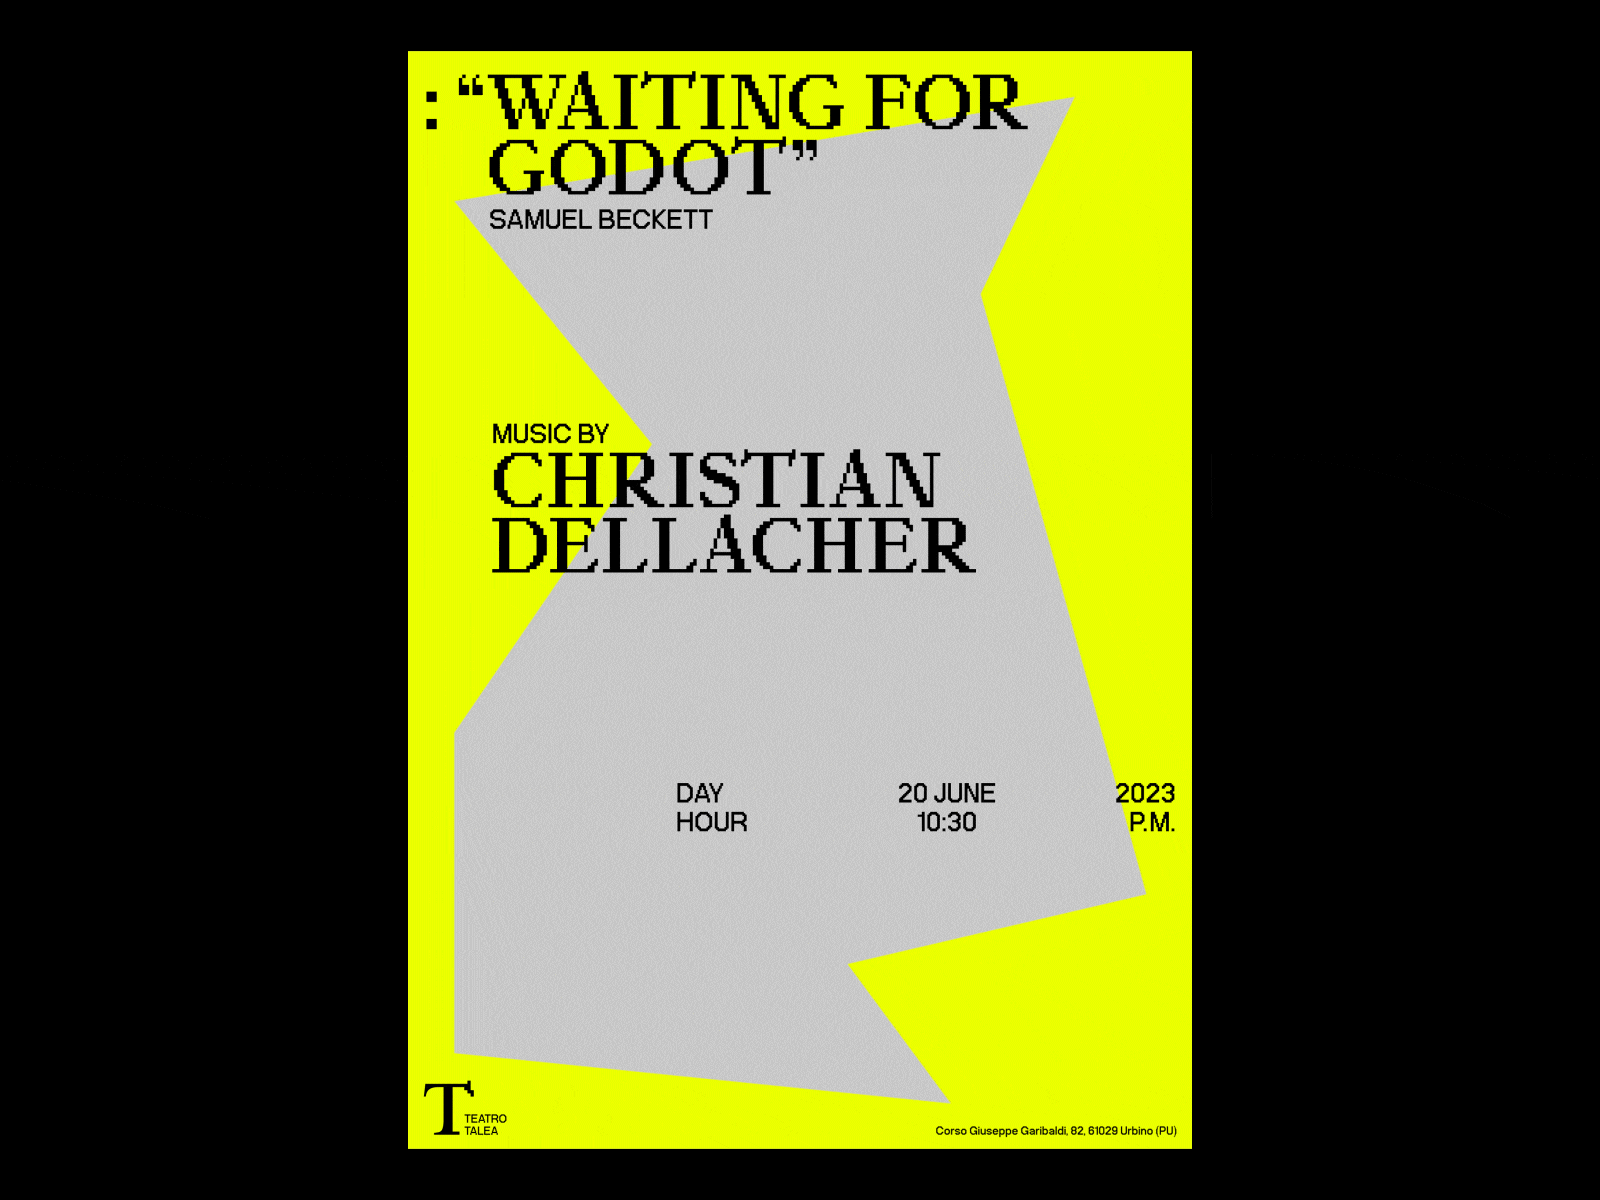 : “WAITING FOR
GODOT”
SAMUEL BECKETT
MUSIC BY
CHRISTIAN
DELLACHER
DAY 20 JUNE 2023
HOUR 10:30 P.M.
T
TEATRO
TALEA
Corso Giuseppe Garibaldi, 82, 61029 Urbino (PU)